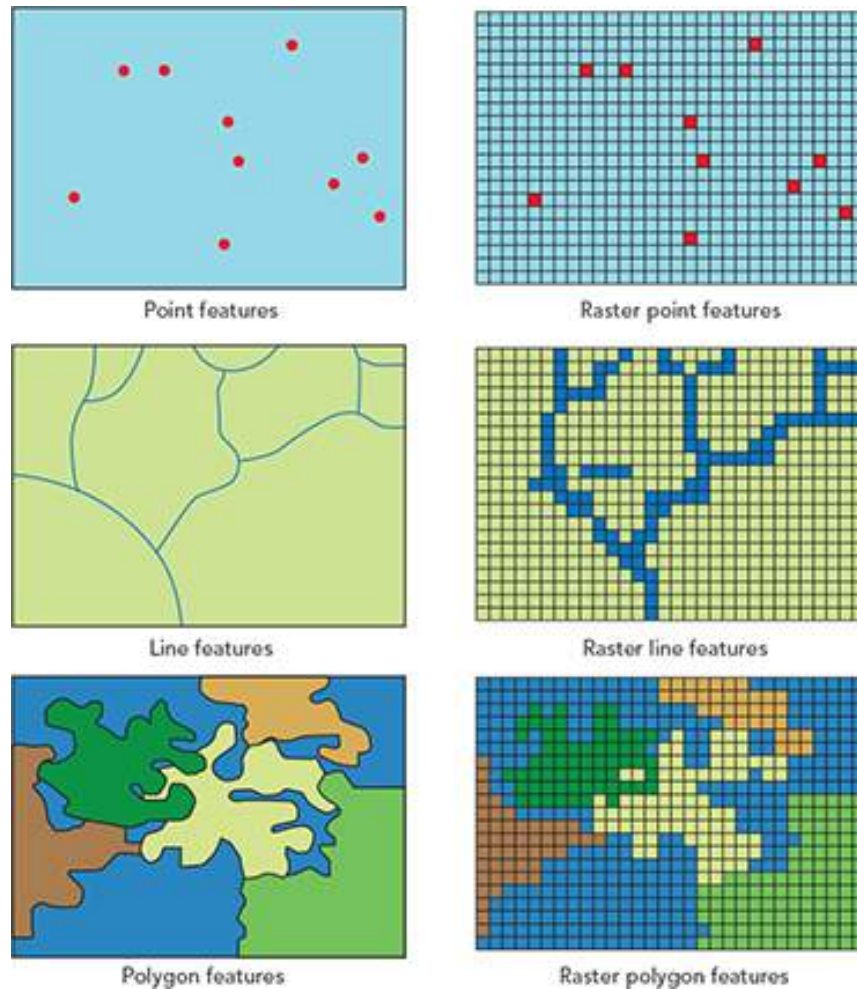 Point features
Raster point features
Line features
Raster line features
Polygon features
Raster polygon features